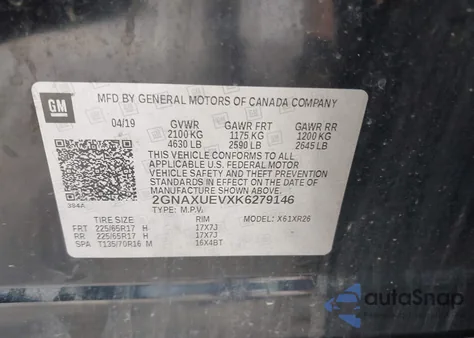 GM
MFD BY GENERAL MOTORS OF CANADA COMPANY
04/19 GVWR GAWR FRT GAWR RR
2100 KG 1175 KG 1200 KG
4630 LB 2590 LB 2645 LB
THIS VEHICLE CONFORMS TO ALL
APPLICABLE U.S. FEDERAL MOTOR
VEHICLE SAFETY AND THEFT
PREVENTION STANDARDS IN EFFECT ON
THE DATE OF MANUFACTURE SHOWN ABOVE.
384A
2GNAXUEVXK6279146
TYPE: M.P.V. MODEL: X61XR26
TIRE SIZE RIM
FRT 225/65R17 H 17X7J
RR 225/65R17 H 17X7J
SPA T135/70R16 M 16X4BT
autoSnap